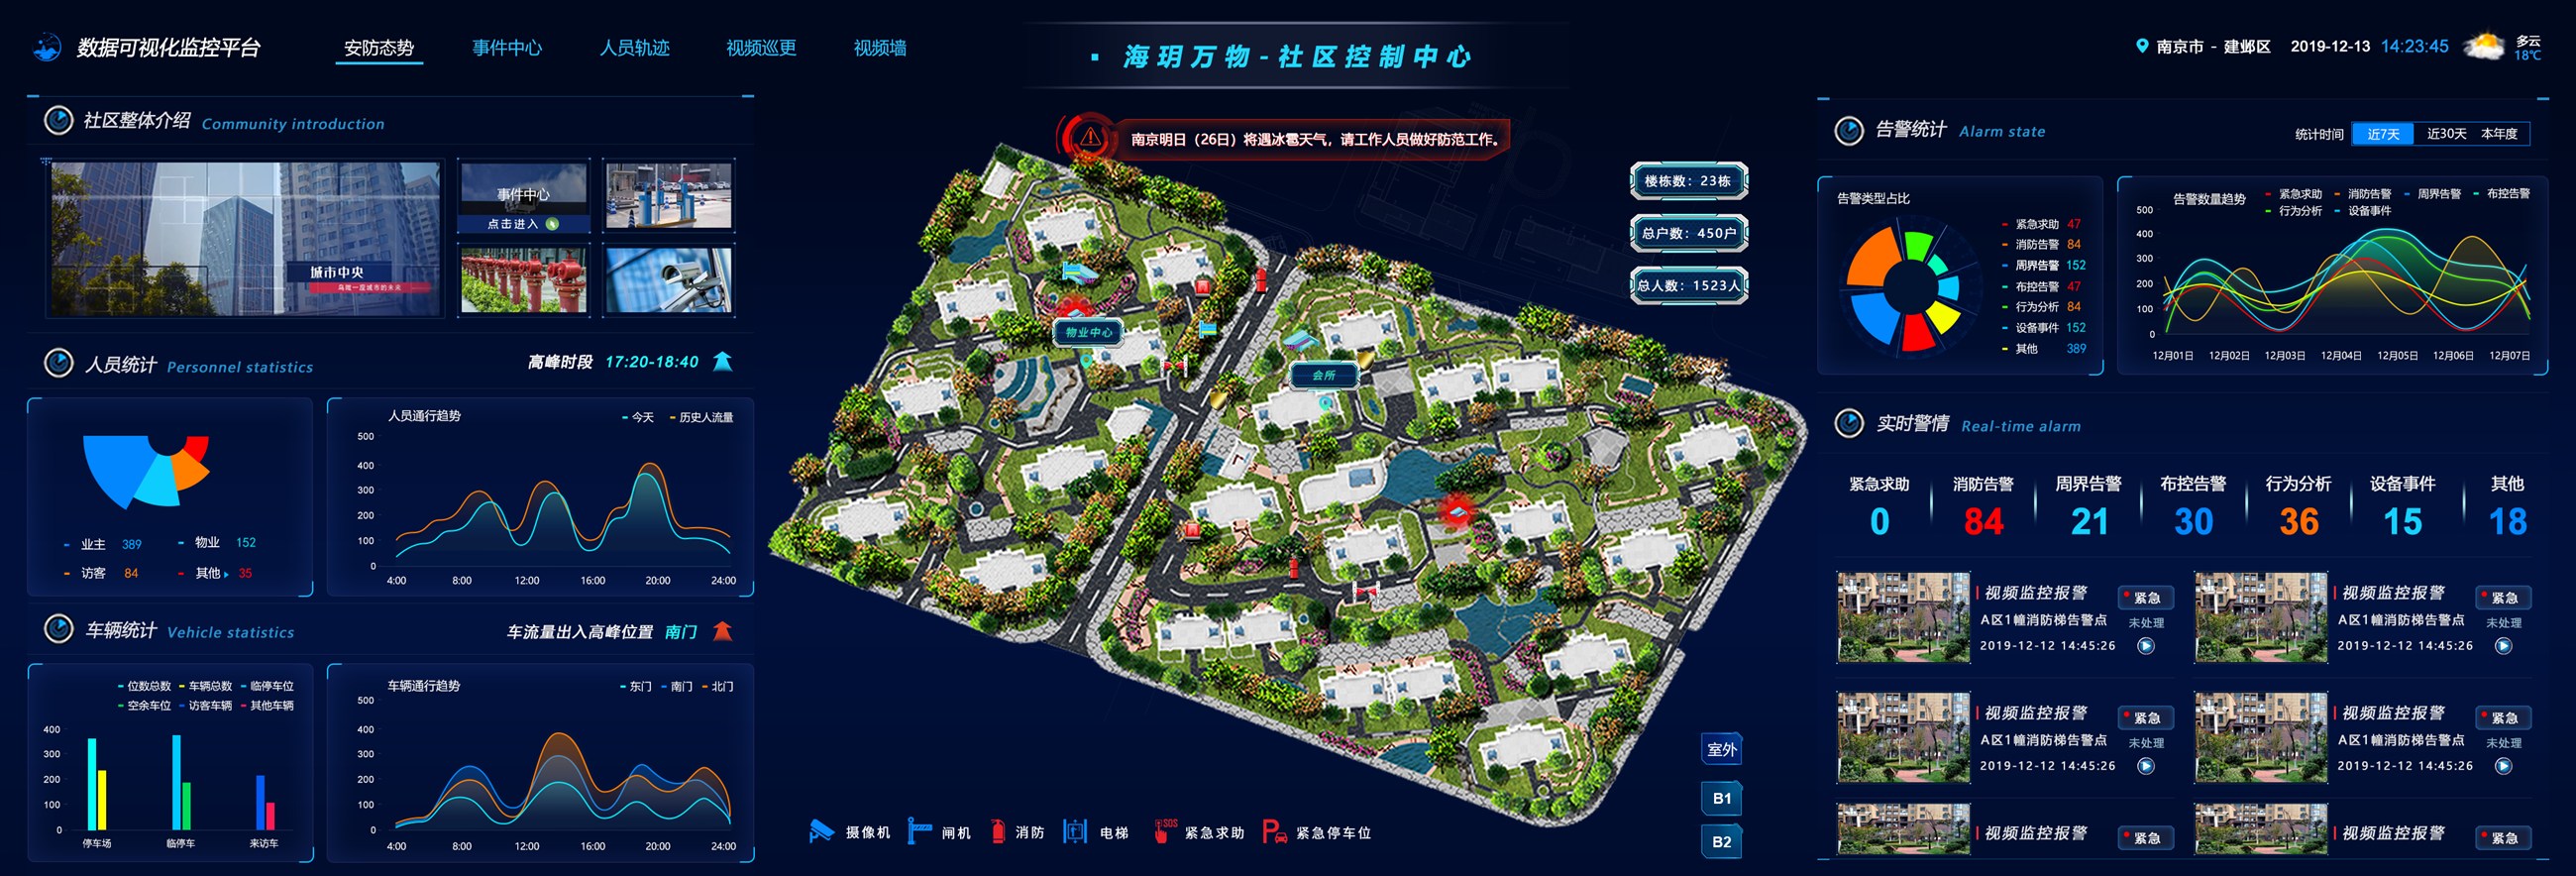 数据可视化监控平台
安防态势 事件中心 人员轨迹 视频巡更 视频墙
海玥万物-社区控制中心
南京市 - 建邺区 2019-12-13 14:23:45 多云 18℃
社区整体介绍 Community introduction
城市中央
事件中心
点击进入
人员统计 Personnel statistics
高峰时段 17:20-18:40
业主 389 物业 152
访客 84 其他 35
人员通行趋势
今天 历史人流量
500
400
300
200
100
0
4:00 8:00 12:00 16:00 20:00 24:00
车辆统计 Vehicle statistics
车流量出入高峰位置 南门
位数总数 车辆总数 临停车位
空余车位 访客车辆 其他车辆
400
300
200
100
0
停车场 临停车 来访车
车辆通行趋势
东门 南门 北门
500
400
300
200
100
0
4:00 8:00 12:00 16:00 20:00 24:00
南京明日（26日）将遇冰雹天气，请工作人员做好防范工作。
楼栋数：23栋
总户数：450户
总人数：1523人
物业中心
会所
室外
B1
B2
摄像机 闸机 消防 电梯 SOS 紧急求助 紧急停车位
告警统计 Alarm state
统计时间 近7天 近30天 本年度
告警类型占比
紧急求助 47
消防告警 84
周界告警 152
布控告警 47
行为分析 84
设备事件 152
其他 389
告警数量趋势
紧急求助 消防告警 周界告警 布控告警
行为分析 设备事件
500
400
300
200
100
0
12月01日 12月02日 12月03日 12月04日 12月05日 12月06日 12月07日
实时警情 Real-time alarm
紧急求助 消防告警 周界告警 布控告警 行为分析 设备事件 其他
0 84 21 30 36 15 18
视频监控报警 紧急
A区1幢消防梯告警点 未处理
2019-12-12 14:45:26
视频监控报警 紧急
A区1幢消防梯告警点 未处理
2019-12-12 14:45:26
视频监控报警 紧急
A区1幢消防梯告警点 未处理
2019-12-12 14:45:26
视频监控报警 紧急
A区1幢消防梯告警点 未处理
2019-12-12 14:45:26
视频监控报警 紧急
视频监控报警 紧急